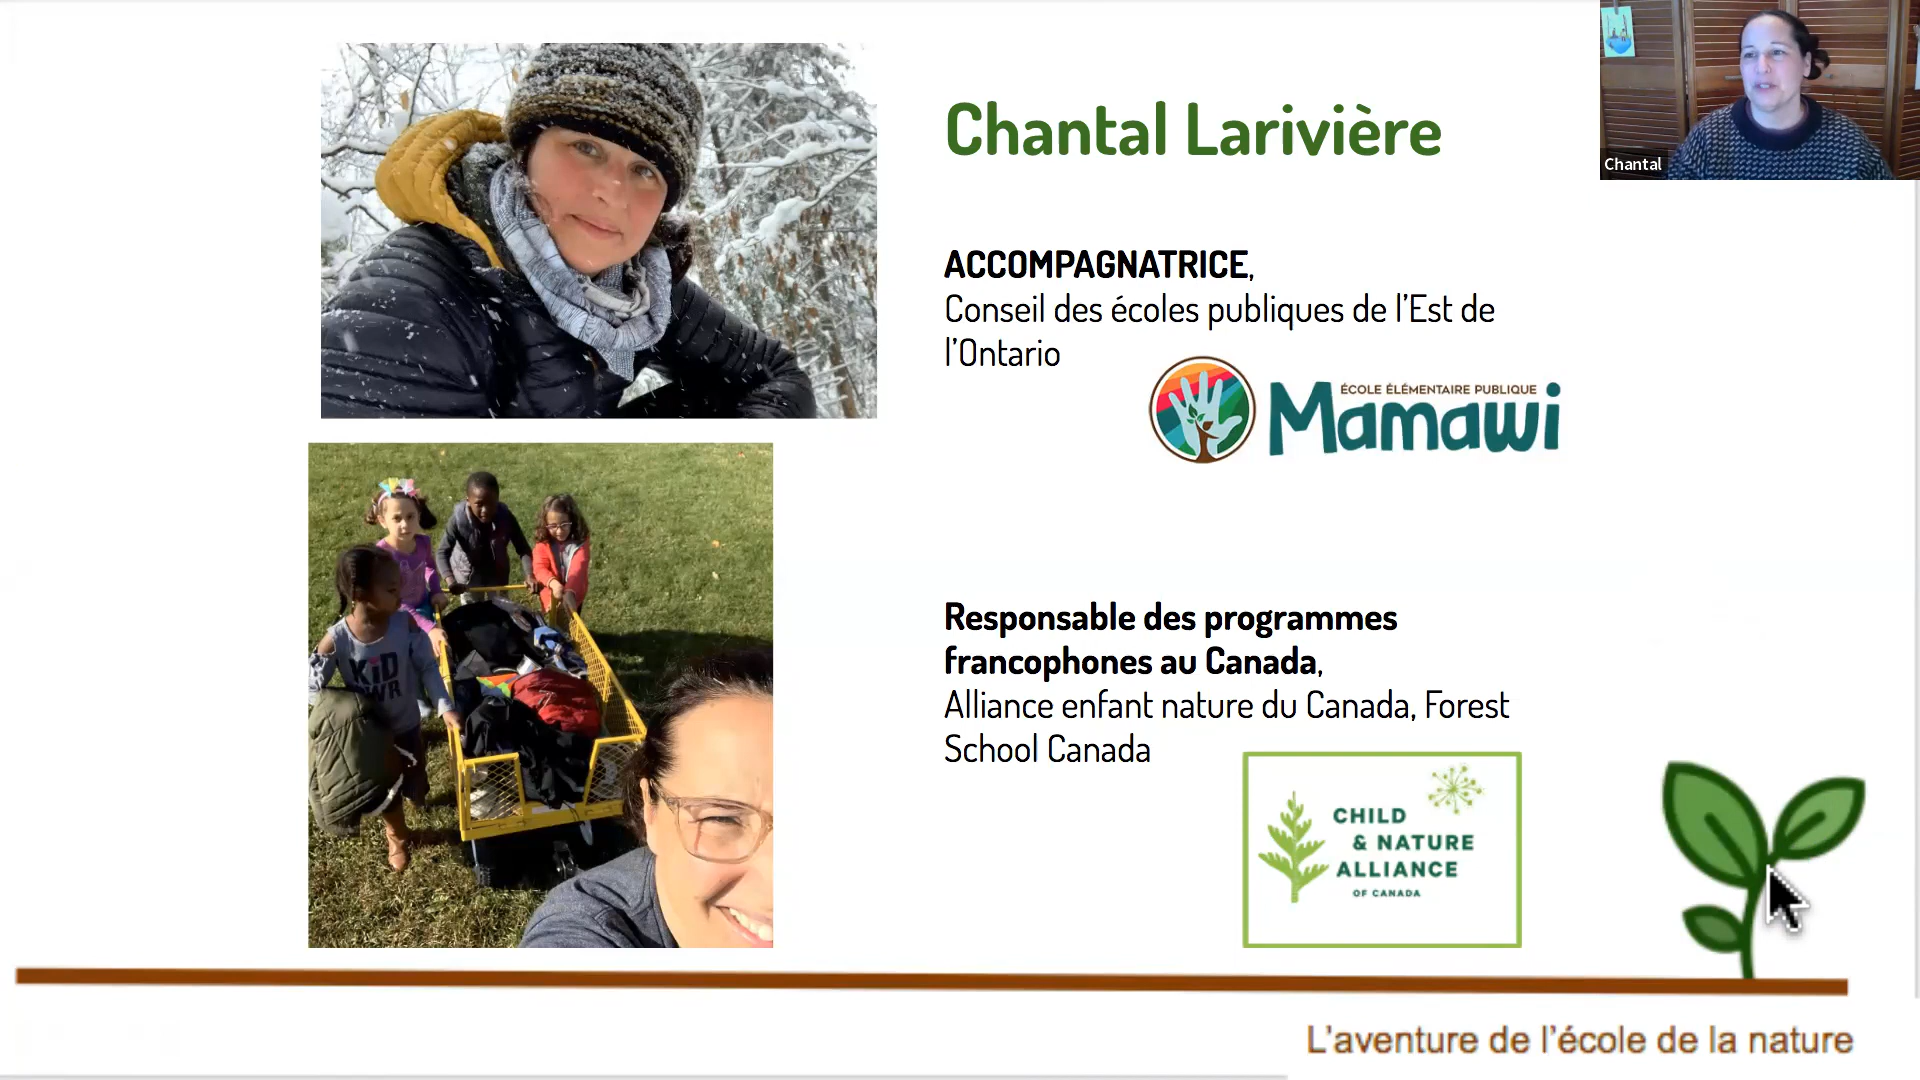 Chantal Larivière
Chantal
ACCOMPAGNATRICE,
Conseil des écoles publiques de l'Est de
l'Ontario
ÉCOLE ÉLÉMENTAIRE PUBLIQUE
Mamawi
KiD
Responsable des programmes
francophones au Canada,
Alliance enfant nature du Canada, Forest
School Canada
CHILD
& NATURE
ALLIANCE
OF CANADA
L'aventure de l'école de la nature